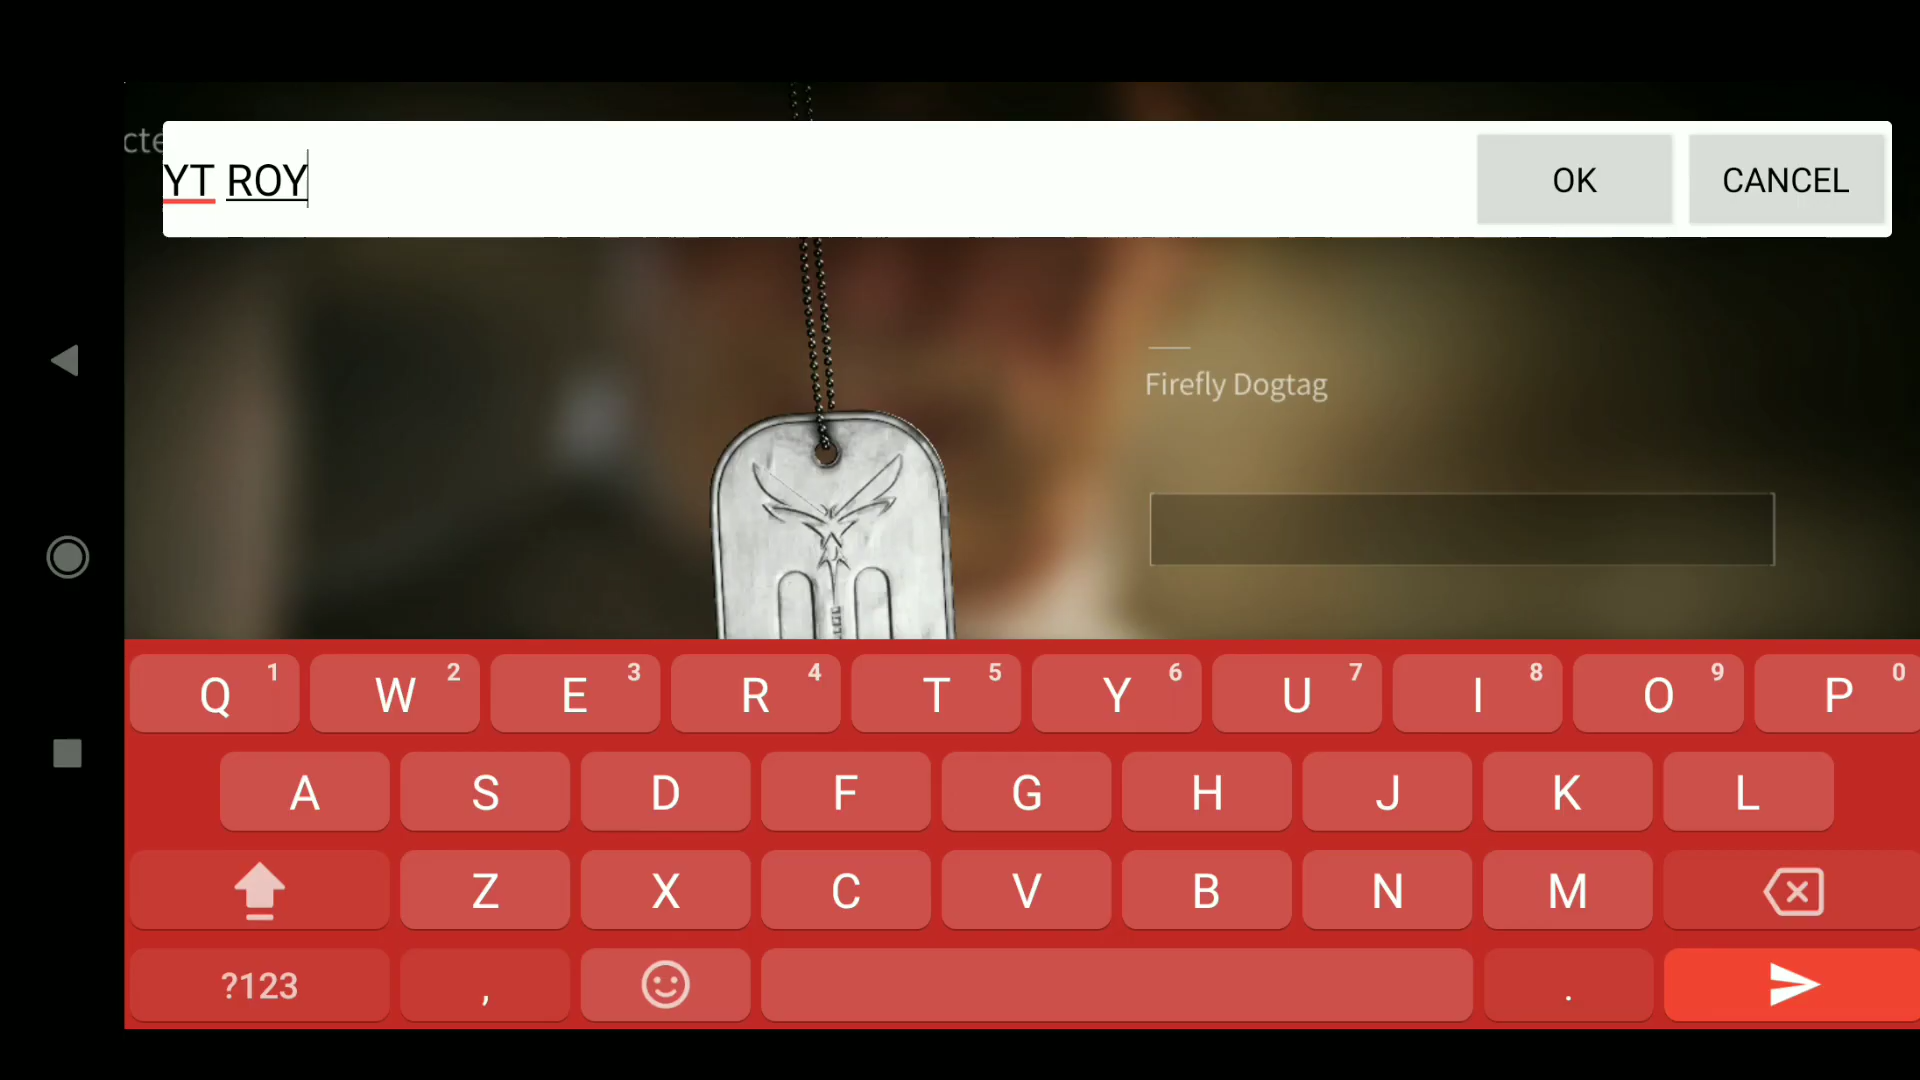 cte
YT ROY
OK
CANCEL
Firefly Dogtag
Q 1 W 2 E 3 R 4 T 5 Y 6 U 7 I 8 O 9 P 0
A S D F G H J K L
Z X C V B N M
?123 , .